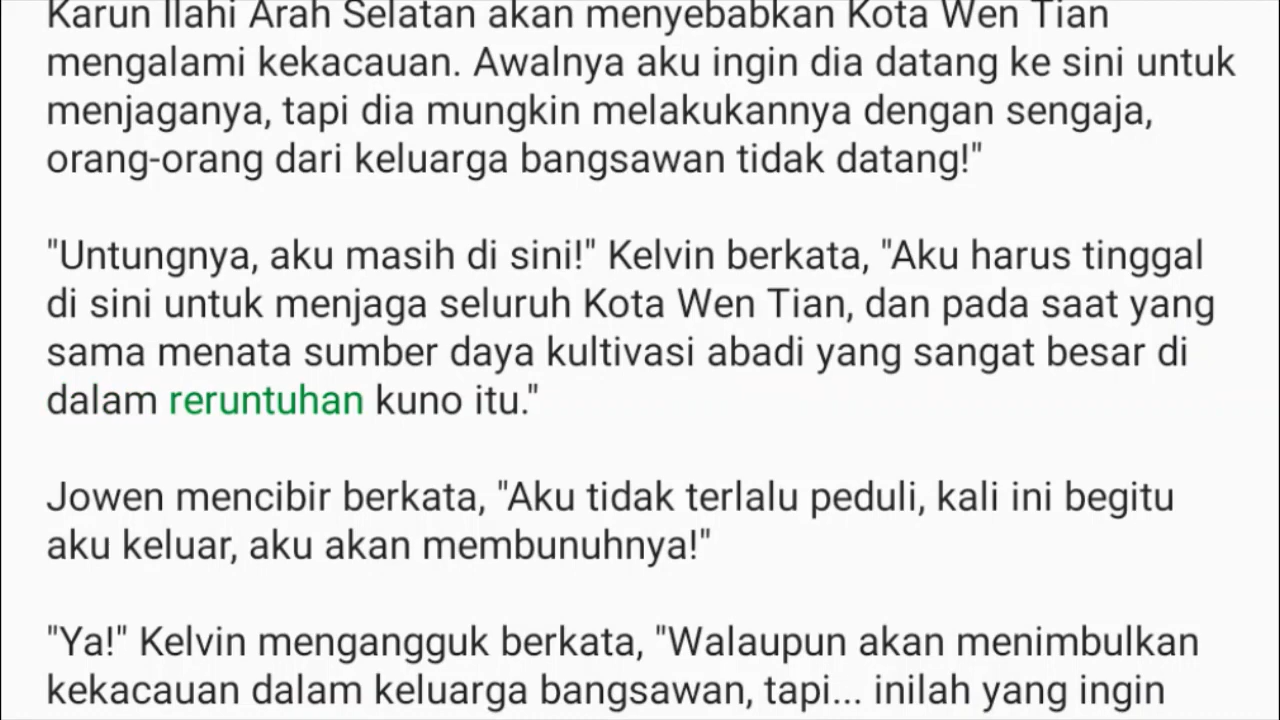 Karun Ilahi Arah Selatan akan menyebabkan Kota Wen Tian
mengalami kekacauan. Awalnya aku ingin dia datang ke sini untuk
menjaganya, tapi dia mungkin melakukannya dengan sengaja,
orang-orang dari keluarga bangsawan tidak datang!"
"Untungnya, aku masih di sini!" Kelvin berkata, "Aku harus tinggal
di sini untuk menjaga seluruh Kota Wen Tian, dan pada saat yang
sama menata sumber daya kultivasi abadi yang sangat besar di
dalam reruntuhan kuno itu."
Jowen mencibir berkata, "Aku tidak terlalu peduli, kali ini begitu
aku keluar, aku akan membunuhnya!"
"Ya!" Kelvin mengangguk berkata, "Walaupun akan menimbulkan
kekacauan dalam keluarga bangsawan, tapi... inilah yang ingin